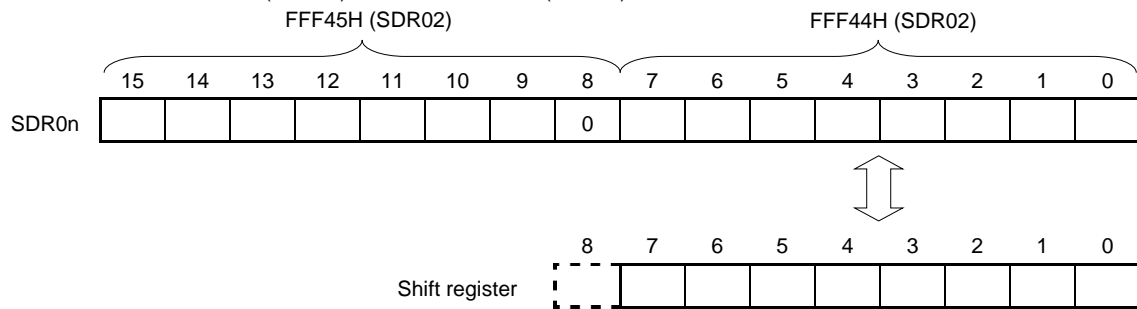 FFF45H (SDR02) FFF44H (SDR02)
15 14 13 12 11 10 9 8 7 6 5 4 3 2 1 0
SDR0n 0
8 7 6 5 4 3 2 1 0
Shift register